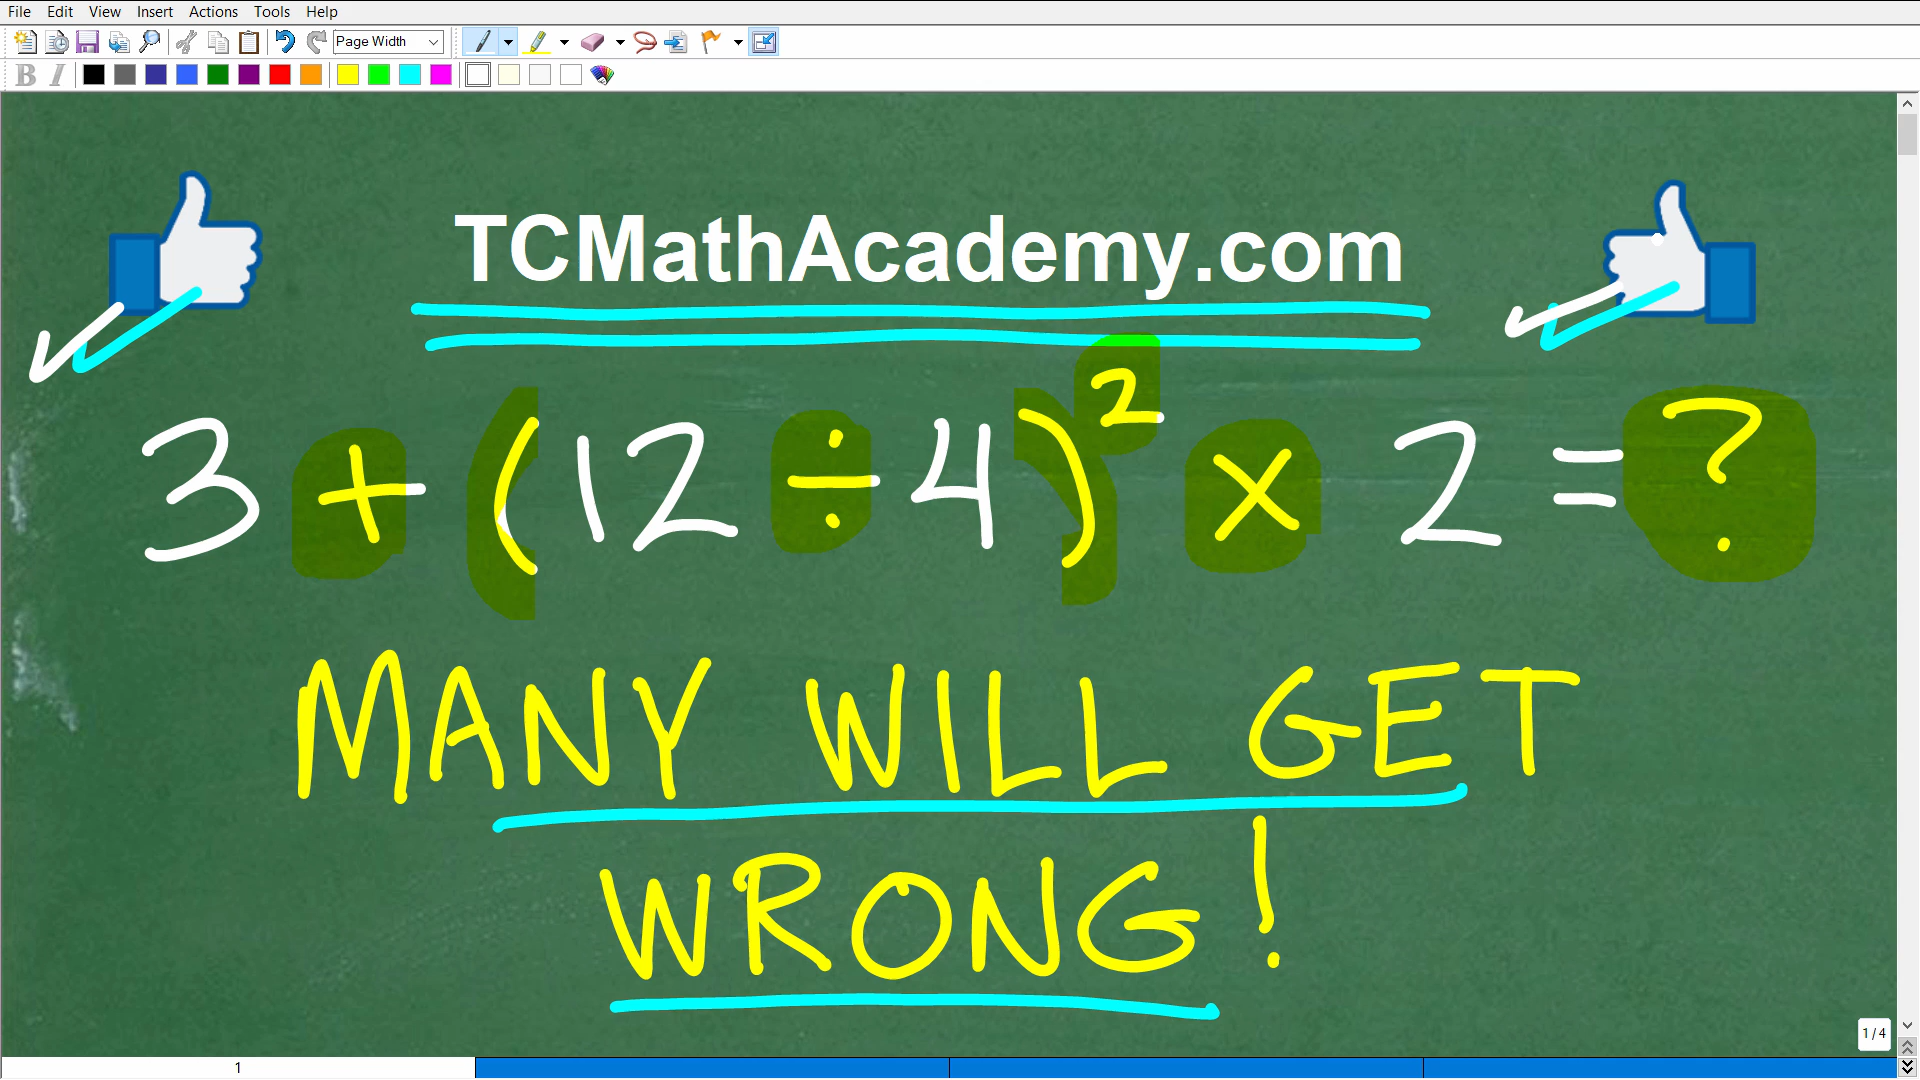 File Edit View Insert Actions Tools Help
Page Width
B I
TCMathAcademy.com
3 + (12 ÷ 4)² × 2 = ?
MANY WILL GET
WRONG!
1 / 4
1